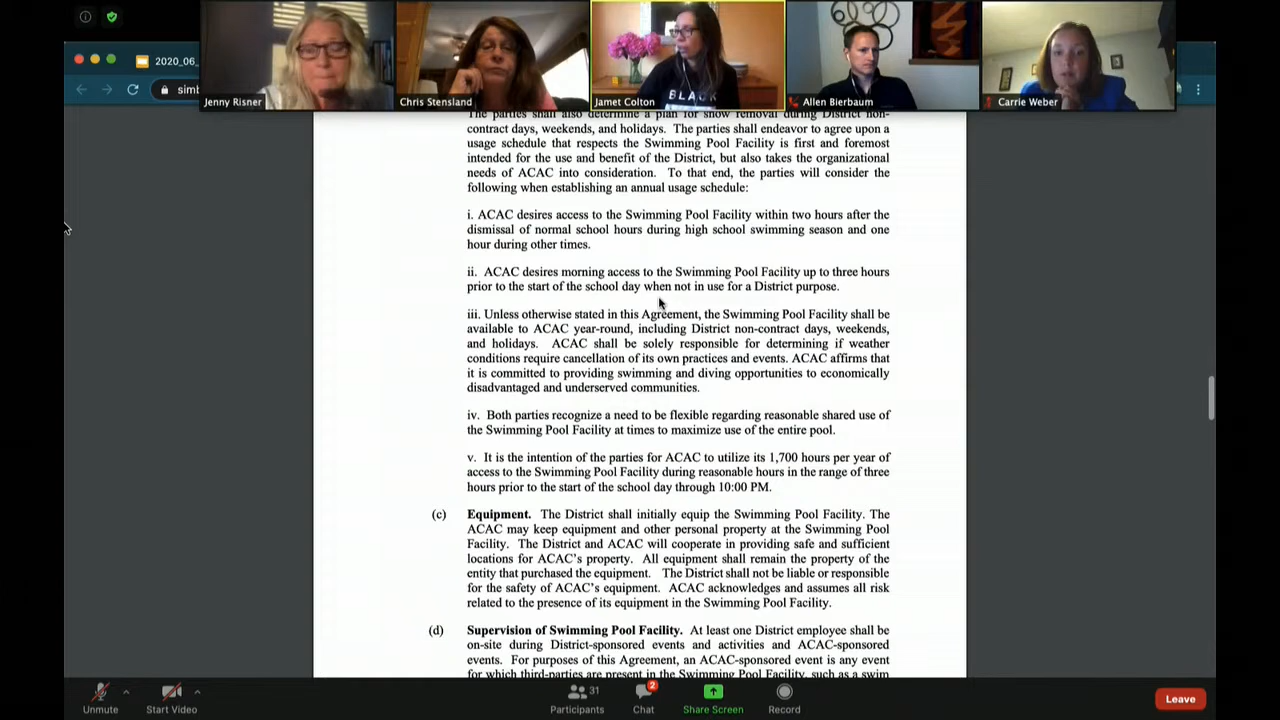 2020_06_
simb
Jenny Risner
Chris Stensland
BLACK
Jamet Colton
Allen Bierbaum
Carrie Weber
The parties shall also determine a plan for snow removal during District non-
contract days, weekends, and holidays. The parties shall endeavor to agree upon a
usage schedule that respects the Swimming Pool Facility is first and foremost
intended for the use and benefit of the District, but also takes the organizational
needs of ACAC into consideration. To that end, the parties will consider the
following when establishing an annual usage schedule:
i. ACAC desires access to the Swimming Pool Facility within two hours after the
dismissal of normal school hours during high school swimming season and one
hour during other times.
ii. ACAC desires morning access to the Swimming Pool Facility up to three hours
prior to the start of the school day when not in use for a District purpose.
iii. Unless otherwise stated in this Agreement, the Swimming Pool Facility shall be
available to ACAC year-round, including District non-contract days, weekends,
and holidays. ACAC shall be solely responsible for determining if weather
conditions require cancellation of its own practices and events. ACAC affirms that
it is committed to providing swimming and diving opportunities to economically
disadvantaged and underserved communities.
iv. Both parties recognize a need to be flexible regarding reasonable shared use of
the Swimming Pool Facility at times to maximize use of the entire pool.
v. It is the intention of the parties for ACAC to utilize its 1,700 hours per year of
access to the Swimming Pool Facility during reasonable hours in the range of three
hours prior to the start of the school day through 10:00 PM.
(c) Equipment. The District shall initially equip the Swimming Pool Facility. The
ACAC may keep equipment and other personal property at the Swimming Pool
Facility. The District and ACAC will cooperate in providing safe and sufficient
locations for ACAC's property. All equipment shall remain the property of the
entity that purchased the equipment. The District shall not be liable or responsible
for the safety of ACAC's equipment. ACAC acknowledges and assumes all risk
related to the presence of its equipment in the Swimming Pool Facility.
(d) Supervision of Swimming Pool Facility. At least one District employee shall be
on-site during District-sponsored events and activities and ACAC-sponsored
events. For purposes of this Agreement, an ACAC-sponsored event is any event
for which third-parties are present in the Swimming Pool Facility, such as a swim
Unmute
Start Video
31
Participants
2
Chat
Share Screen
Record
Leave